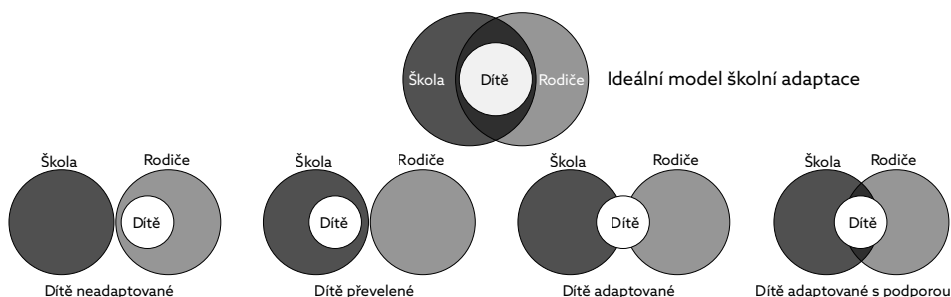 Škola
Dítě
Rodiče
Ideální model školní adaptace
Škola
Rodiče
Dítě
Dítě neadaptované
Škola
Rodiče
Dítě
Dítě převelené
Škola
Rodiče
Dítě
Dítě adaptované
Škola
Rodiče
Dítě
Dítě adaptované s podporou